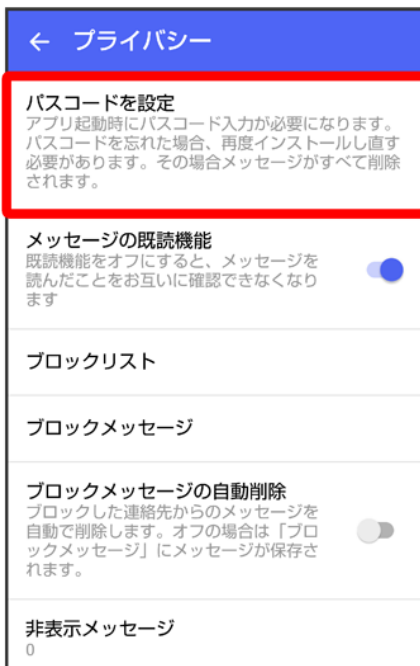 ← プライバシー
パスコードを設定
アプリ起動時にパスコード入力が必要になります。
パスコードを忘れた場合、再度インストールし直す
必要があります。その場合メッセージがすべて削除
されます。
メッセージの既読機能
既読機能をオフにすると、メッセージを
読んだことをお互いに確認できなくなり
ます
ブロックリスト
ブロックメッセージ
ブロックメッセージの自動削除
ブロックした連絡先からのメッセージを
自動で削除します。オフの場合は「ブロ
ックメッセージ」にメッセージが保存さ
れます。
非表示メッセージ
0